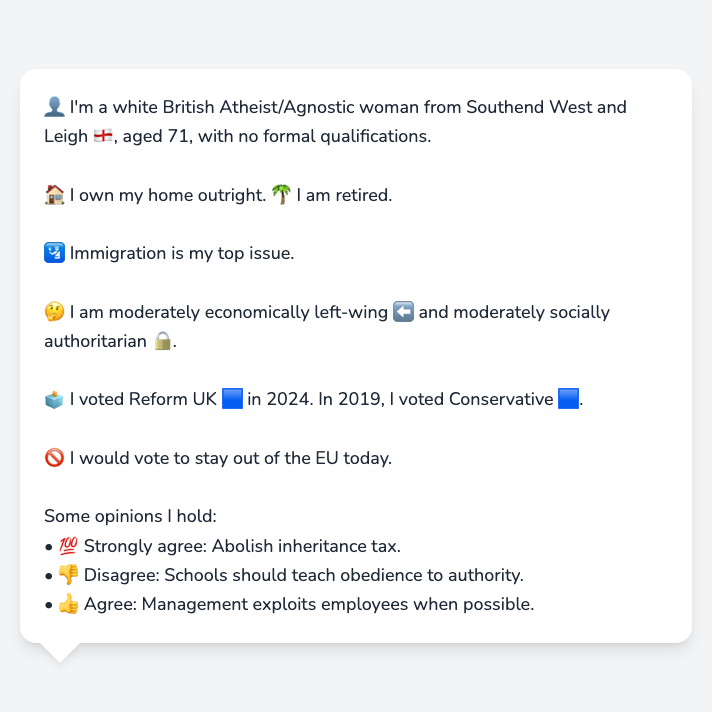 👤 I'm a white British Atheist/Agnostic woman from Southend West and
Leigh 🏴󠁧󠁢󠁥󠁮󠁧󠁿, aged 71, with no formal qualifications.
🏠 I own my home outright. 🌴 I am retired.
🛂 Immigration is my top issue.
🤔 I am moderately economically left-wing ⬅️ and moderately socially
authoritarian 🔒.
🗳️ I voted Reform UK 🟦 in 2024. In 2019, I voted Conservative 🟦.
🚫 I would vote to stay out of the EU today.
Some opinions I hold:
• 💯 Strongly agree: Abolish inheritance tax.
• 👎 Disagree: Schools should teach obedience to authority.
• 👍 Agree: Management exploits employees when possible.